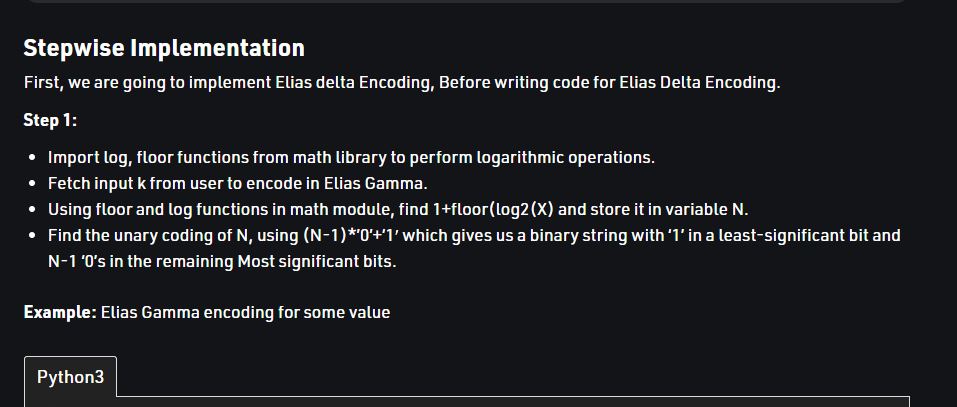 Stepwise Implementation
First, we are going to implement Elias delta Encoding, Before writing code for Elias Delta Encoding.
Step 1:
• Import log, floor functions from math library to perform logarithmic operations.
• Fetch input k from user to encode in Elias Gamma.
• Using floor and log functions in math module, find 1+floor(log2(X) and store it in variable N.
• Find the unary coding of N, using (N-1)*‘0’+‘1’ which gives us a binary string with ‘1’ in a least-significant bit and
N-1 ‘0’s in the remaining Most significant bits.
Example: Elias Gamma encoding for some value
Python3